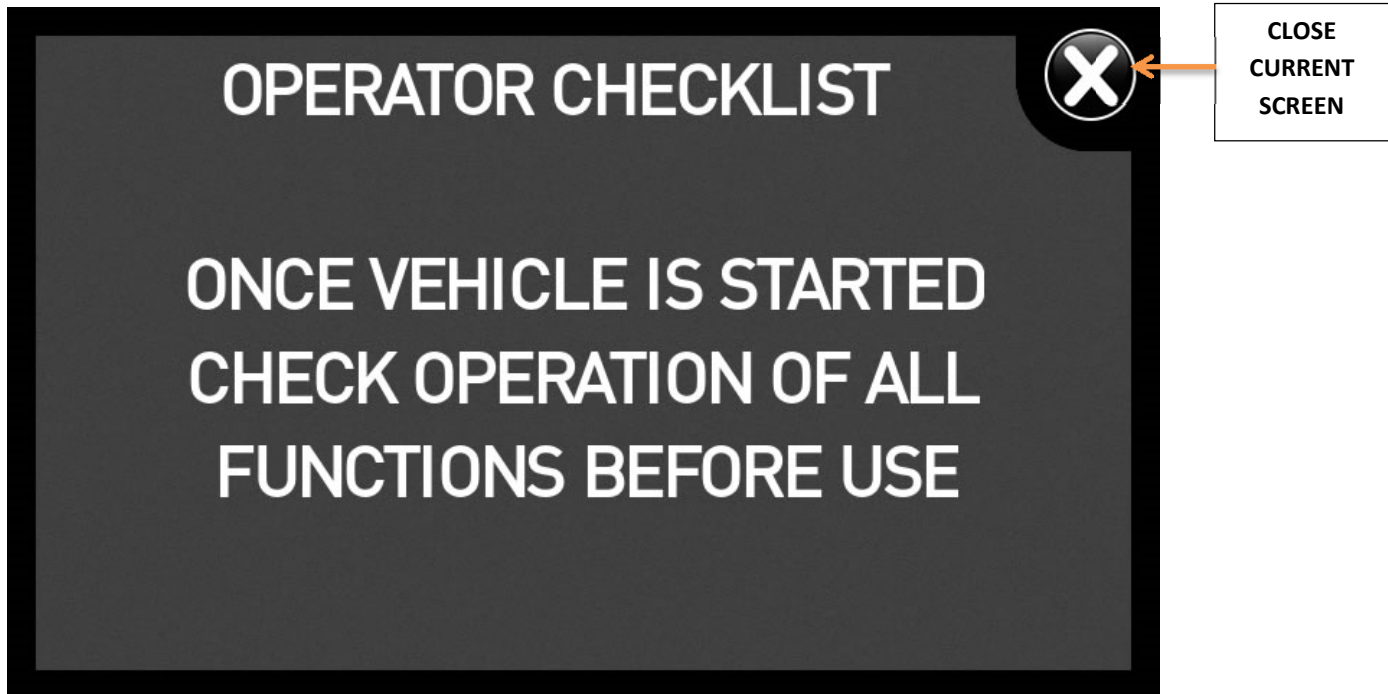 OPERATOR CHECKLIST
ONCE VEHICLE IS STARTED
CHECK OPERATION OF ALL
FUNCTIONS BEFORE USE
CLOSE
CURRENT
SCREEN